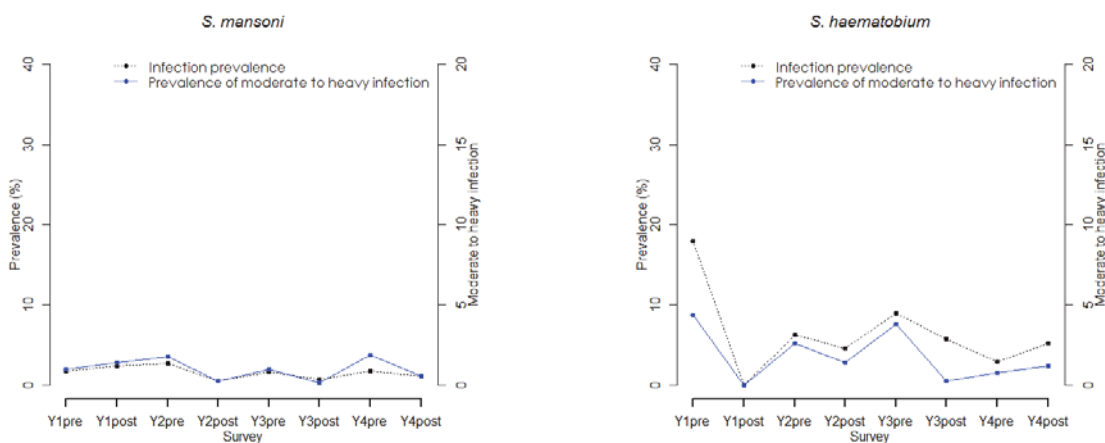 S. mansoni
Infection prevalence
Prevalence of moderate to heavy infection
Prevalence (%)
0 10 20 30 40
Moderate to heavy infection
0 5 10 15 20
Y1pre Y1post Y2pre Y2post Y3pre Y3post Y4pre Y4post
Survey
S. haematobium
Infection prevalence
Prevalence of moderate to heavy infection
Prevalence (%)
0 10 20 30 40
Moderate to heavy infection
0 5 10 15 20
Y1pre Y1post Y2pre Y2post Y3pre Y3post Y4pre Y4post
Survey